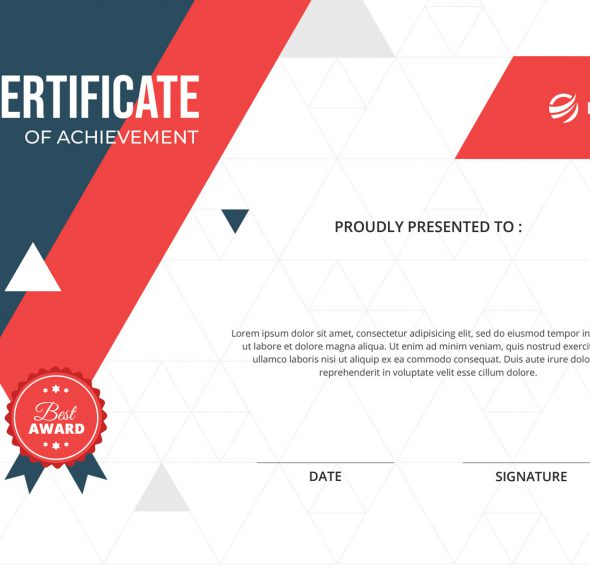 ERTIFICATE
OF ACHIEVEMENT
PROUDLY PRESENTED TO :
Lorem ipsum dolor sit amet, consectetur adipisicing elit, sed do eiusmod tempor in
ut labore et dolore magna aliqua. Ut enim ad minim veniam, quis nostrud exerci
ullamco laboris nisi ut aliquip ex ea commodo consequat. Duis aute irure dolo
reprehenderit in voluptate velit esse cillum dolore.
Best
AWARD
DATE
SIGNATURE